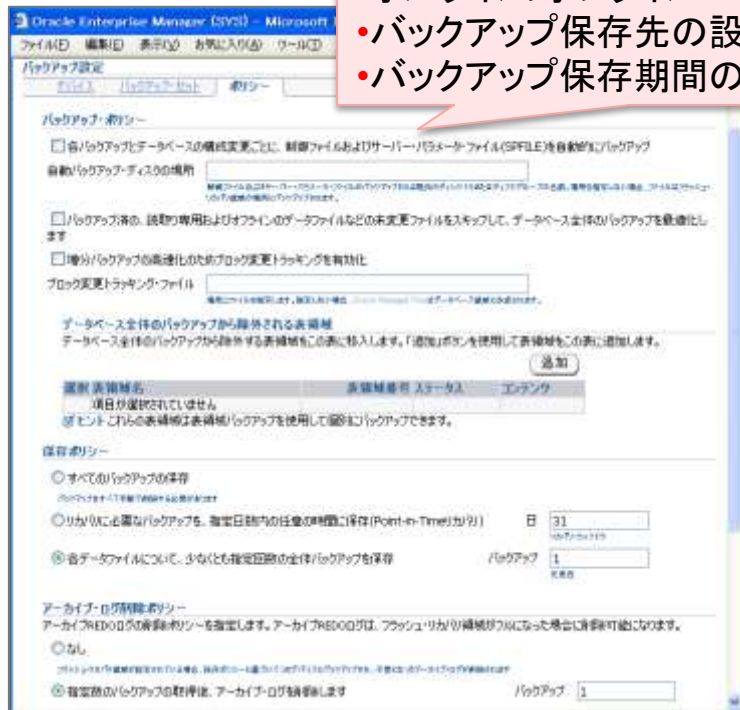 ・バックアップ保存先の設
・バックアップ保存期間の
Oracle Enterprise Manager (SYS) - Microsoft
ファイル(F) 編集(E) 表示(V) お気に入り(A) ツール(T)
バックアップ設定
デバイス バックアップ・セット ポリシー
バックアップ・ポリシー
各バックアップとデータベースの構成変更ごとに、制御ファイルおよびサーバー・パラメータ・ファイル(SPFILE)を自動的にバックアップ
自動バックアップ・ディスクの場所
バックアップ済の、読取り専用およびオフラインのデータファイルなどの未変更ファイルをスキップして、データベース全体のバックアップを最適化し
ます
増分バックアップの高速化のためブロック変更トラッキングを有効化
ブロック変更トラッキング・ファイル
データベース全体のバックアップから除外される表領域
データベース全体のバックアップから除外する表領域をこの表に移入します。「追加」ボタンを使用して表領域をこの表に追加します。
追加
選択 表領域名 表領域番号 ステータス コンテンツ
項目が選択されていません
ヒント これらの表領域は表領域バックアップを使用して個別にバックアップできます。
保存ポリシー
すべてのバックアップの保存
リカバリに必要なバックアップを、指定日数内の任意の時間に保存(Point-in-Timeリカバリ) 日 31
各データファイルについて、少なくとも指定回数の全体バックアップを保存 バックアップ 1
アーカイブ・ログ削除ポリシー
アーカイブREDOログの削除ポリシーを指定します。アーカイブREDOログは、フラッシュ・リカバリ領域がフルになった場合に削除可能になります。
なし
指定数のバックアップの取得後、アーカイブ・ログを削除します バックアップ 1